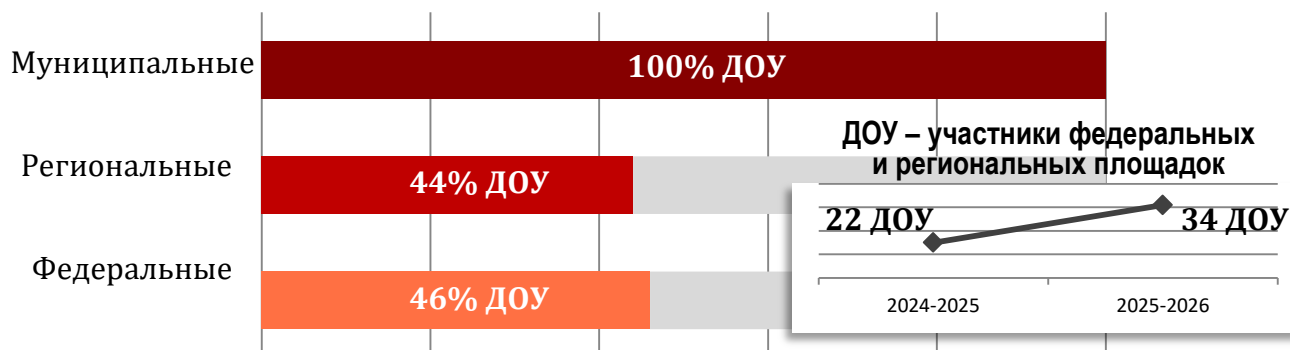 Муниципальные
100% ДОУ
Региональные
44% ДОУ
Федеральные
46% ДОУ
ДОУ – участники федеральных
и региональных площадок
22 ДОУ
34 ДОУ
2024-2025
2025-2026